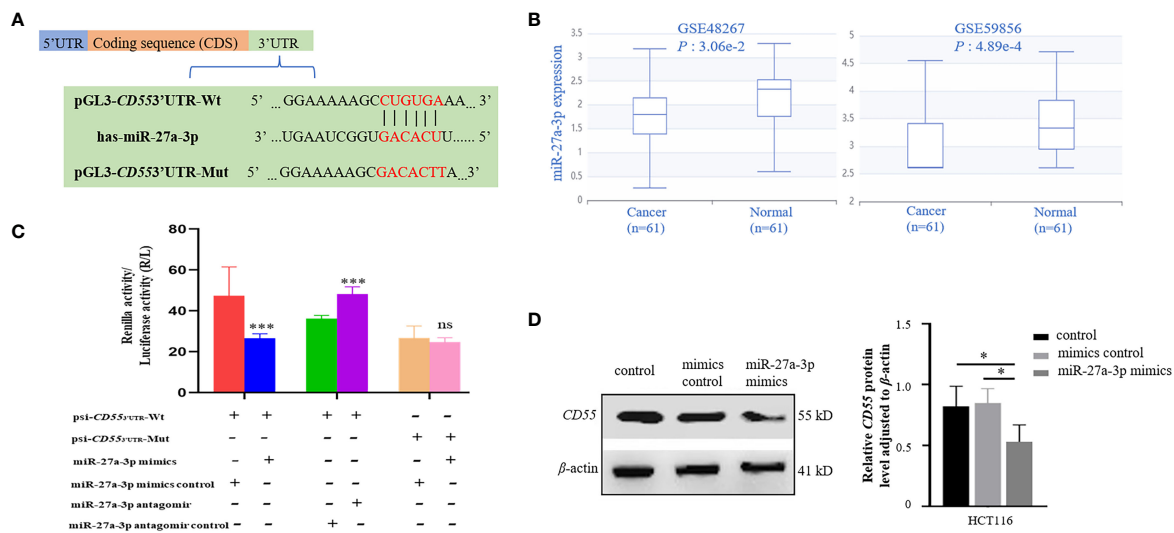 A
5'UTR Coding sequence (CDS) 3'UTR
pGL3-CD553'UTR-Wt 5' ...GGAAAAAGCCUGUGAAA... 3'
has-miR-27a-3p 3' ...UGAAUCGGUGACACUU...... 5'
pGL3-CD553'UTR-Mut 5' ...GGAAAAAGCGACACTTA...3'
B
GSE48267
P : 3.06e-2
GSE59856
P : 4.89e-4
miR-27a-3p expression
3.5
3
2.5
2
1.5
1
0.5
0
Cancer
(n=61)
Normal
(n=61)
5
4.5
4
3.5
3
2.5
2
Cancer
(n=61)
Normal
(n=61)
C
Renilla activity/
Luciferase activity (R/L)
80
60
40
20
0
***
***
ns
psi-CD553'UTR-Wt + + + + - -
psi-CD553'UTR-Mut - - - - + +
miR-27a-3p mimics - + - - - +
miR-27a-3p mimics control + - - - + -
miR-27a-3p antagomir - - - + - -
miR-27a-3p antagomir control - - + - - -
D
control
mimics
control
miR-27a-3p
mimics
CD55
55 kD
β-actin
41 kD
Relative CD55 protein
level adjusted to β-actin
1.5
1.0
0.5
0
*
*
HCT116
control
mimics control
miR-27a-3p mimics